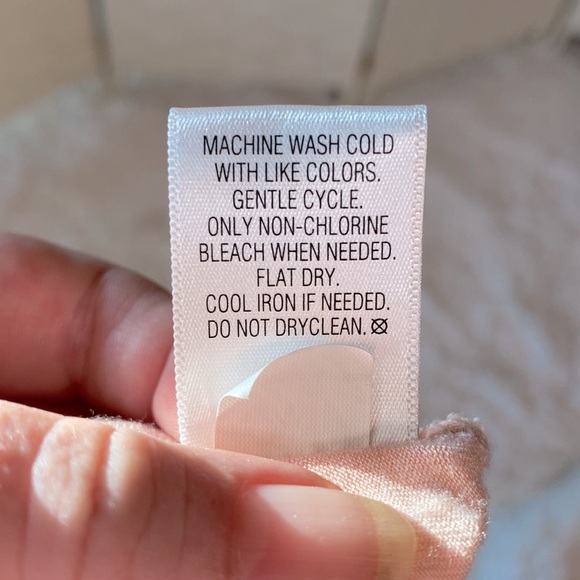 MACHINE WASH COLD
WITH LIKE COLORS.
GENTLE CYCLE.
ONLY NON-CHLORINE
BLEACH WHEN NEEDED.
FLAT DRY.
COOL IRON IF NEEDED.
DO NOT DRYCLEAN.